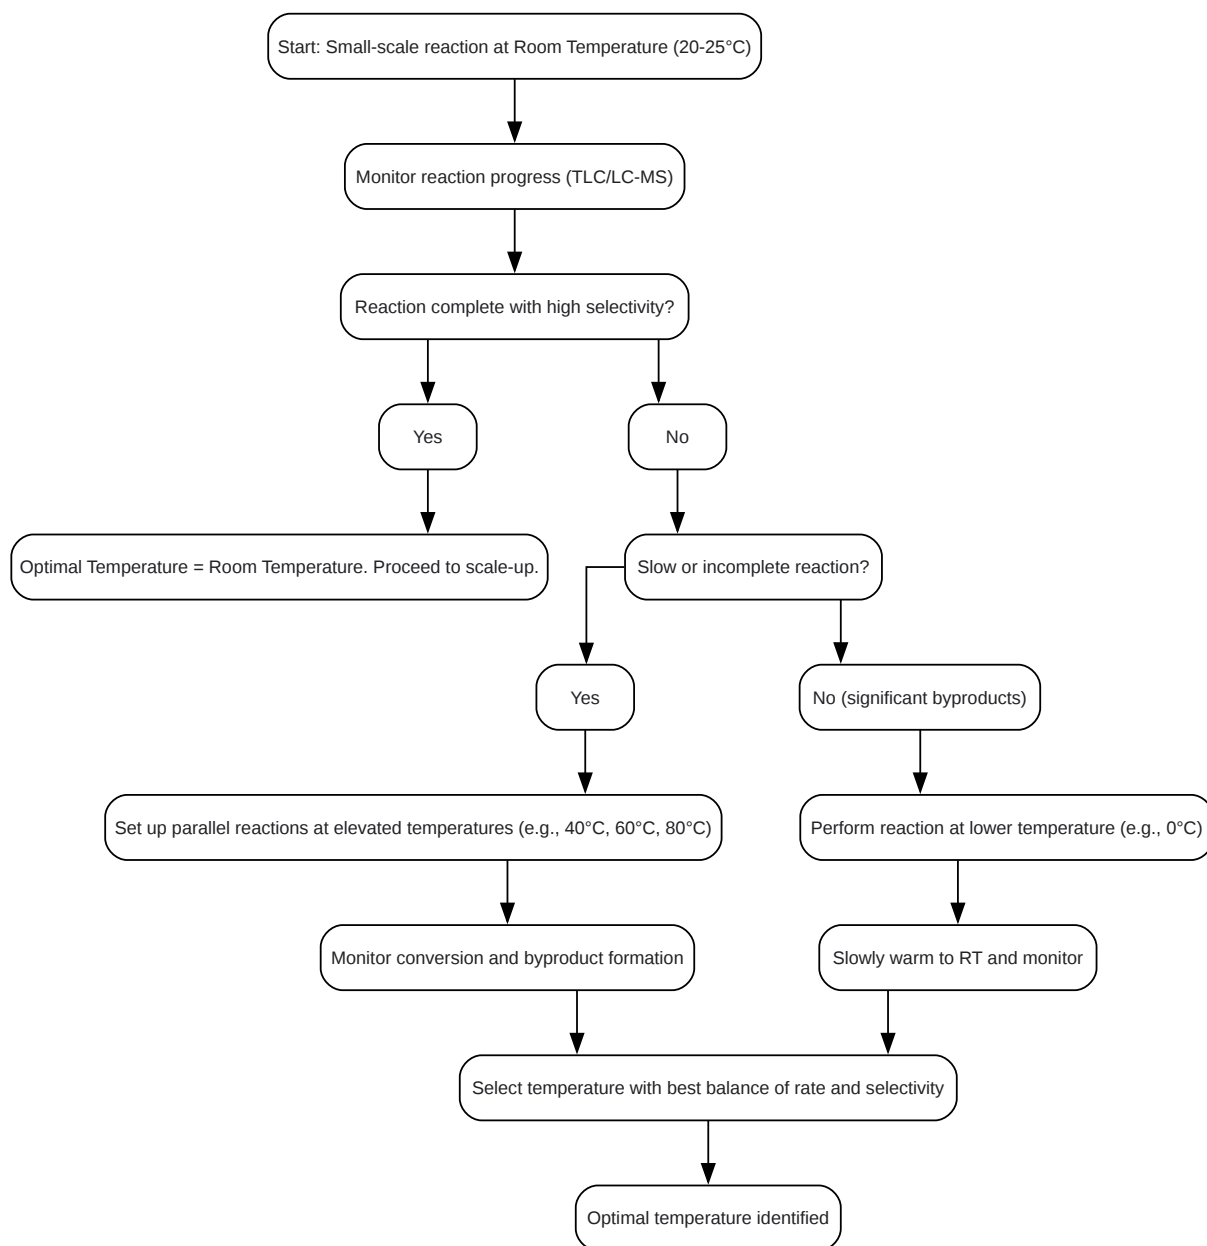 Start: Small-scale reaction at Room Temperature (20-25°C)
Monitor reaction progress (TLC/LC-MS)
Reaction complete with high selectivity?
Yes
No
Optimal Temperature = Room Temperature. Proceed to scale-up.
Slow or incomplete reaction?
Yes
No (significant byproducts)
Set up parallel reactions at elevated temperatures (e.g., 40°C, 60°C, 80°C)
Perform reaction at lower temperature (e.g., 0°C)
Monitor conversion and byproduct formation
Slowly warm to RT and monitor
Select temperature with best balance of rate and selectivity
Optimal temperature identified